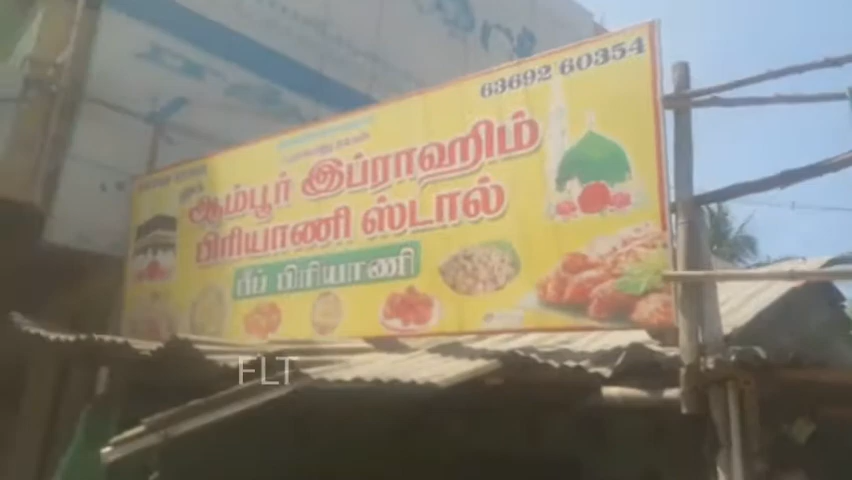 63692 60354
ஆம்பூர் இப்ராஹிம்
பிரியாணி ஸ்டால்
பீப் பிரியாணி
FLT